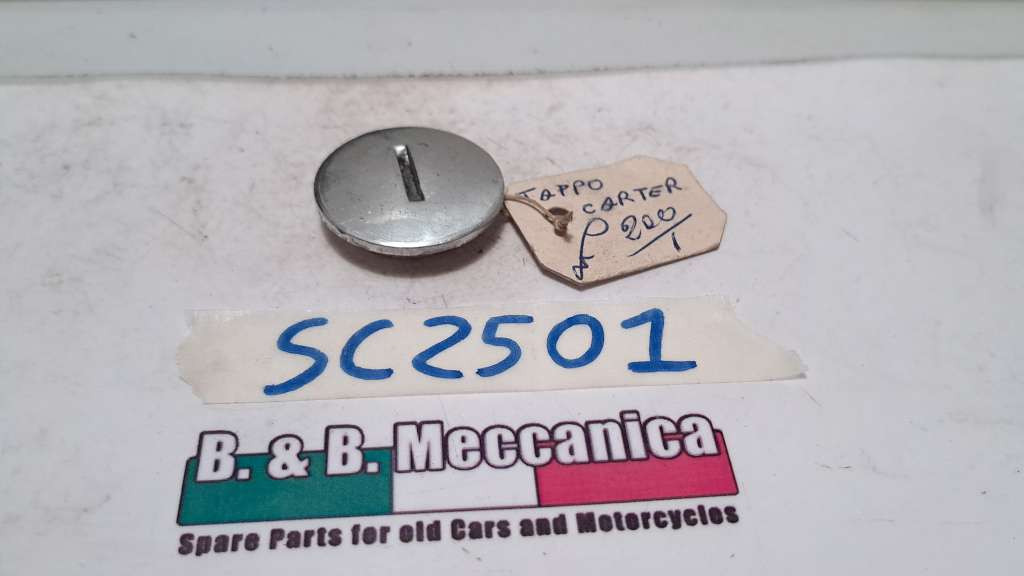 TAPPO
CARTER
200
1
SC2501
B. & B. Meccanica
Spare Parts for old Cars and Motorcycles